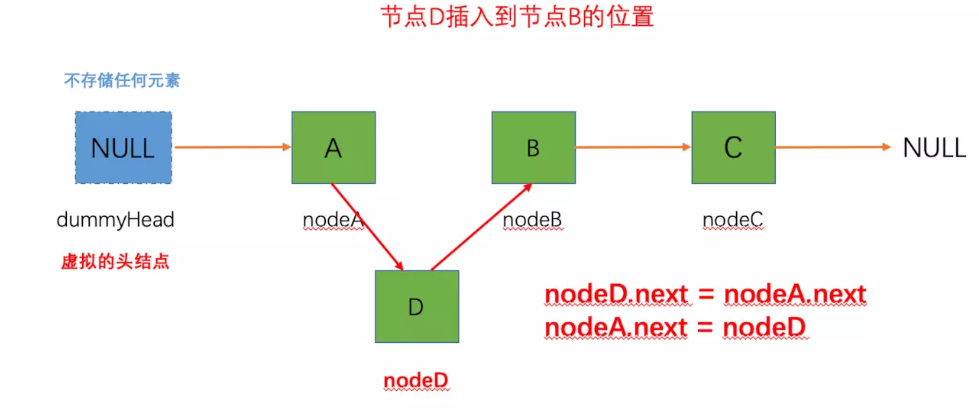 节点D插入到节点B的位置
不存储任何元素
NULL
A
B
C
NULL
dummyHead
nodeA
nodeB
nodeC
虚拟的头结点
D
nodeD.next = nodeA.next
nodeA.next = nodeD
nodeD